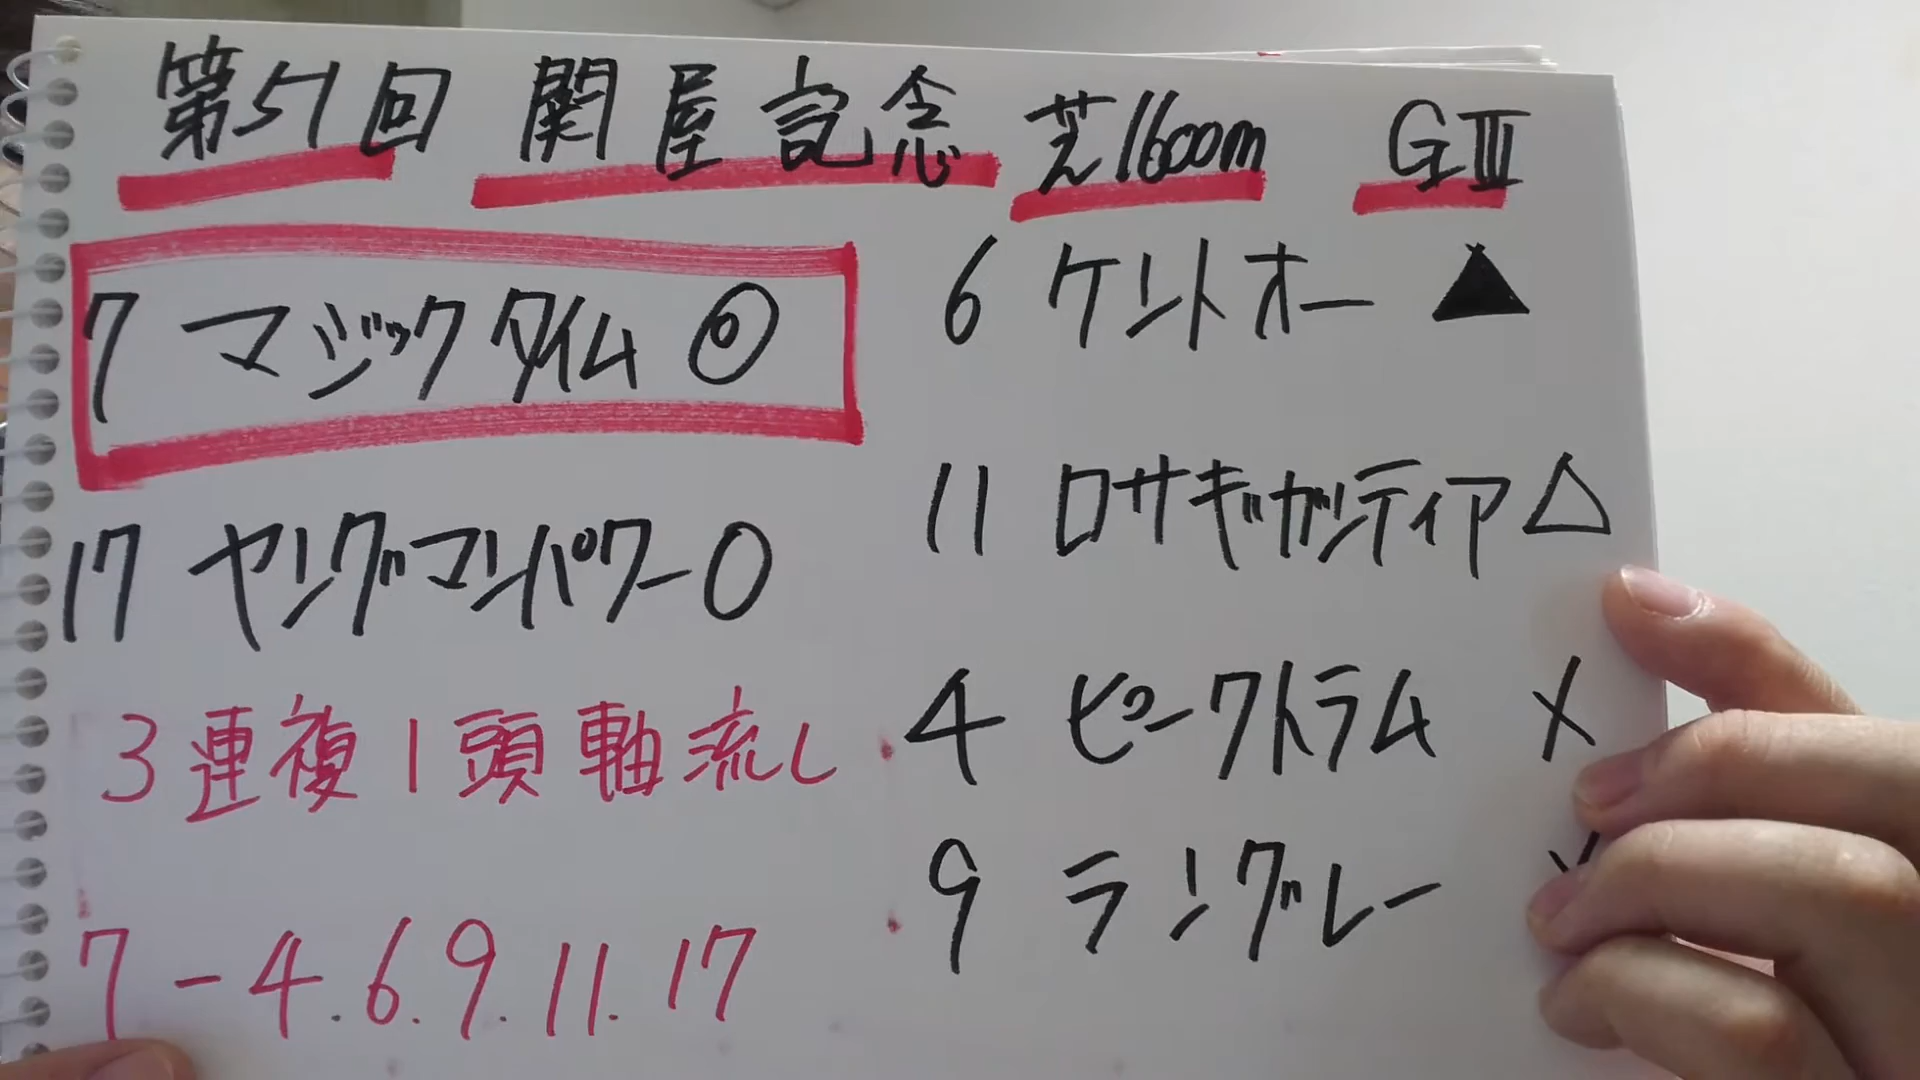 第51回 関屋記念 芝1600m GIII
7 マジックタイム ◎
17 ヤングマンパワー ○
3連複1頭軸流し
7-4.6.9.11.17
6 ケントオー ▲
11 ロサギガンティア △
4 ピークトラム ×
9 ラングレー